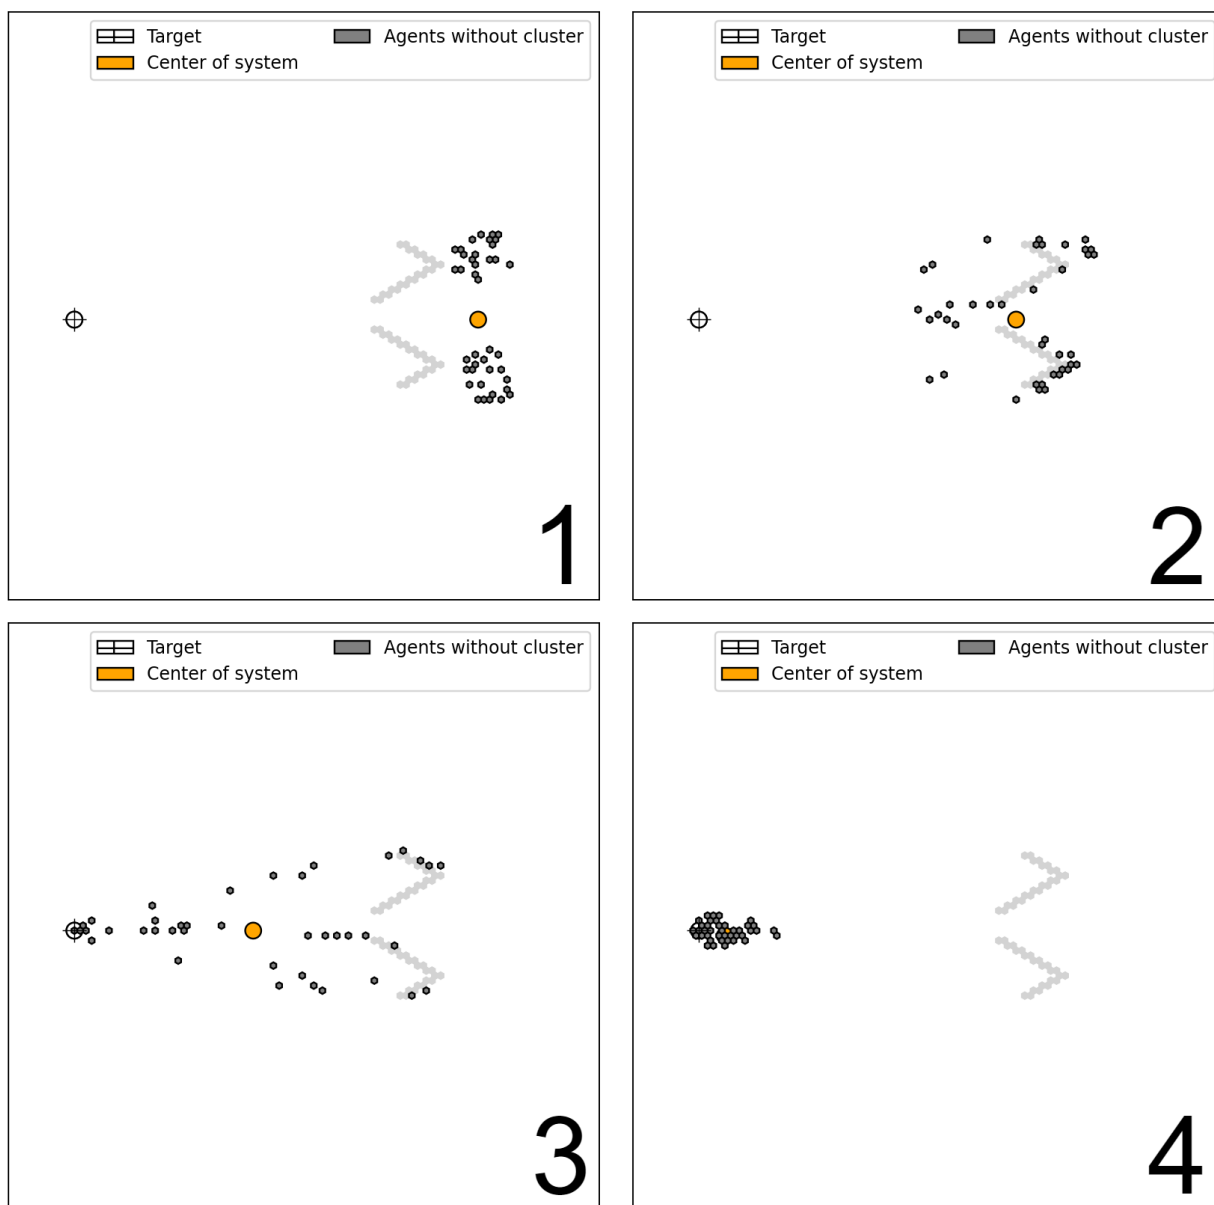 Target
Agents without cluster
Center of system
1
Target
Agents without cluster
Center of system
2
Target
Agents without cluster
Center of system
3
Target
Agents without cluster
Center of system
4